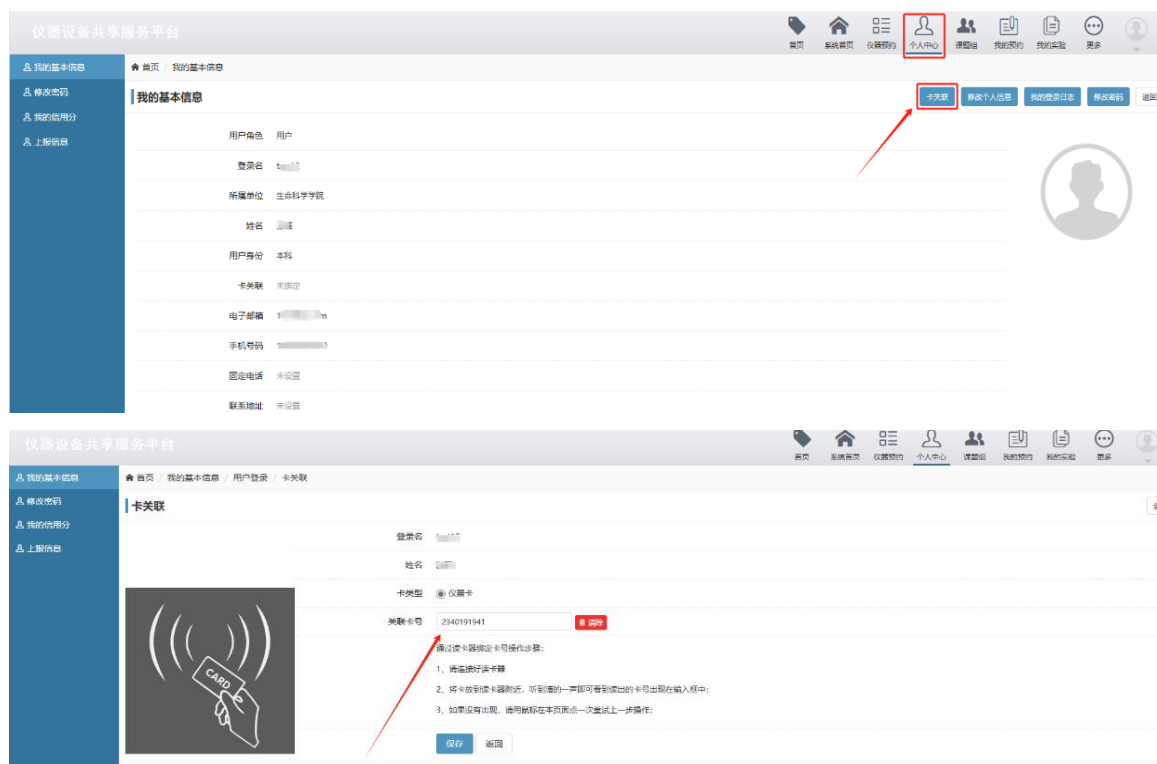 仪器设备共享服务平台
首页 系统首页 仪器预约 个人中心 课题组 我的预约 我的实验 更多
我的基本信息
修改密码
我的信用分
上报信息
首页 / 我的基本信息
我的基本信息
卡关联 修改个人信息 我的登录日志 修改密码 返回
用户角色 用户
登录名
所属单位 生命科学学院
姓名
用户身份 本科
卡关联 未绑定
电子邮箱
手机号码
固定电话 未设置
联系地址 未设置
仪器设备共享服务平台
首页 系统首页 仪器预约 个人中心 课题组 我的预约 我的实验 更多
我的基本信息
修改密码
我的信用分
上报信息
首页 / 我的基本信息 / 用户登录 / 卡关联
卡关联
登录名
姓名
卡类型 仪器卡
关联卡号 2340191941 清除
CARD
通过读卡器绑定卡号操作步骤：
1、请连接好读卡器
2、将卡放到读卡器附近，听到滴的一声即可看到读出的卡号出现在输入框中；
3、如果没有出现，请用鼠标在本页面点一次重试上一步操作；
保存 返回